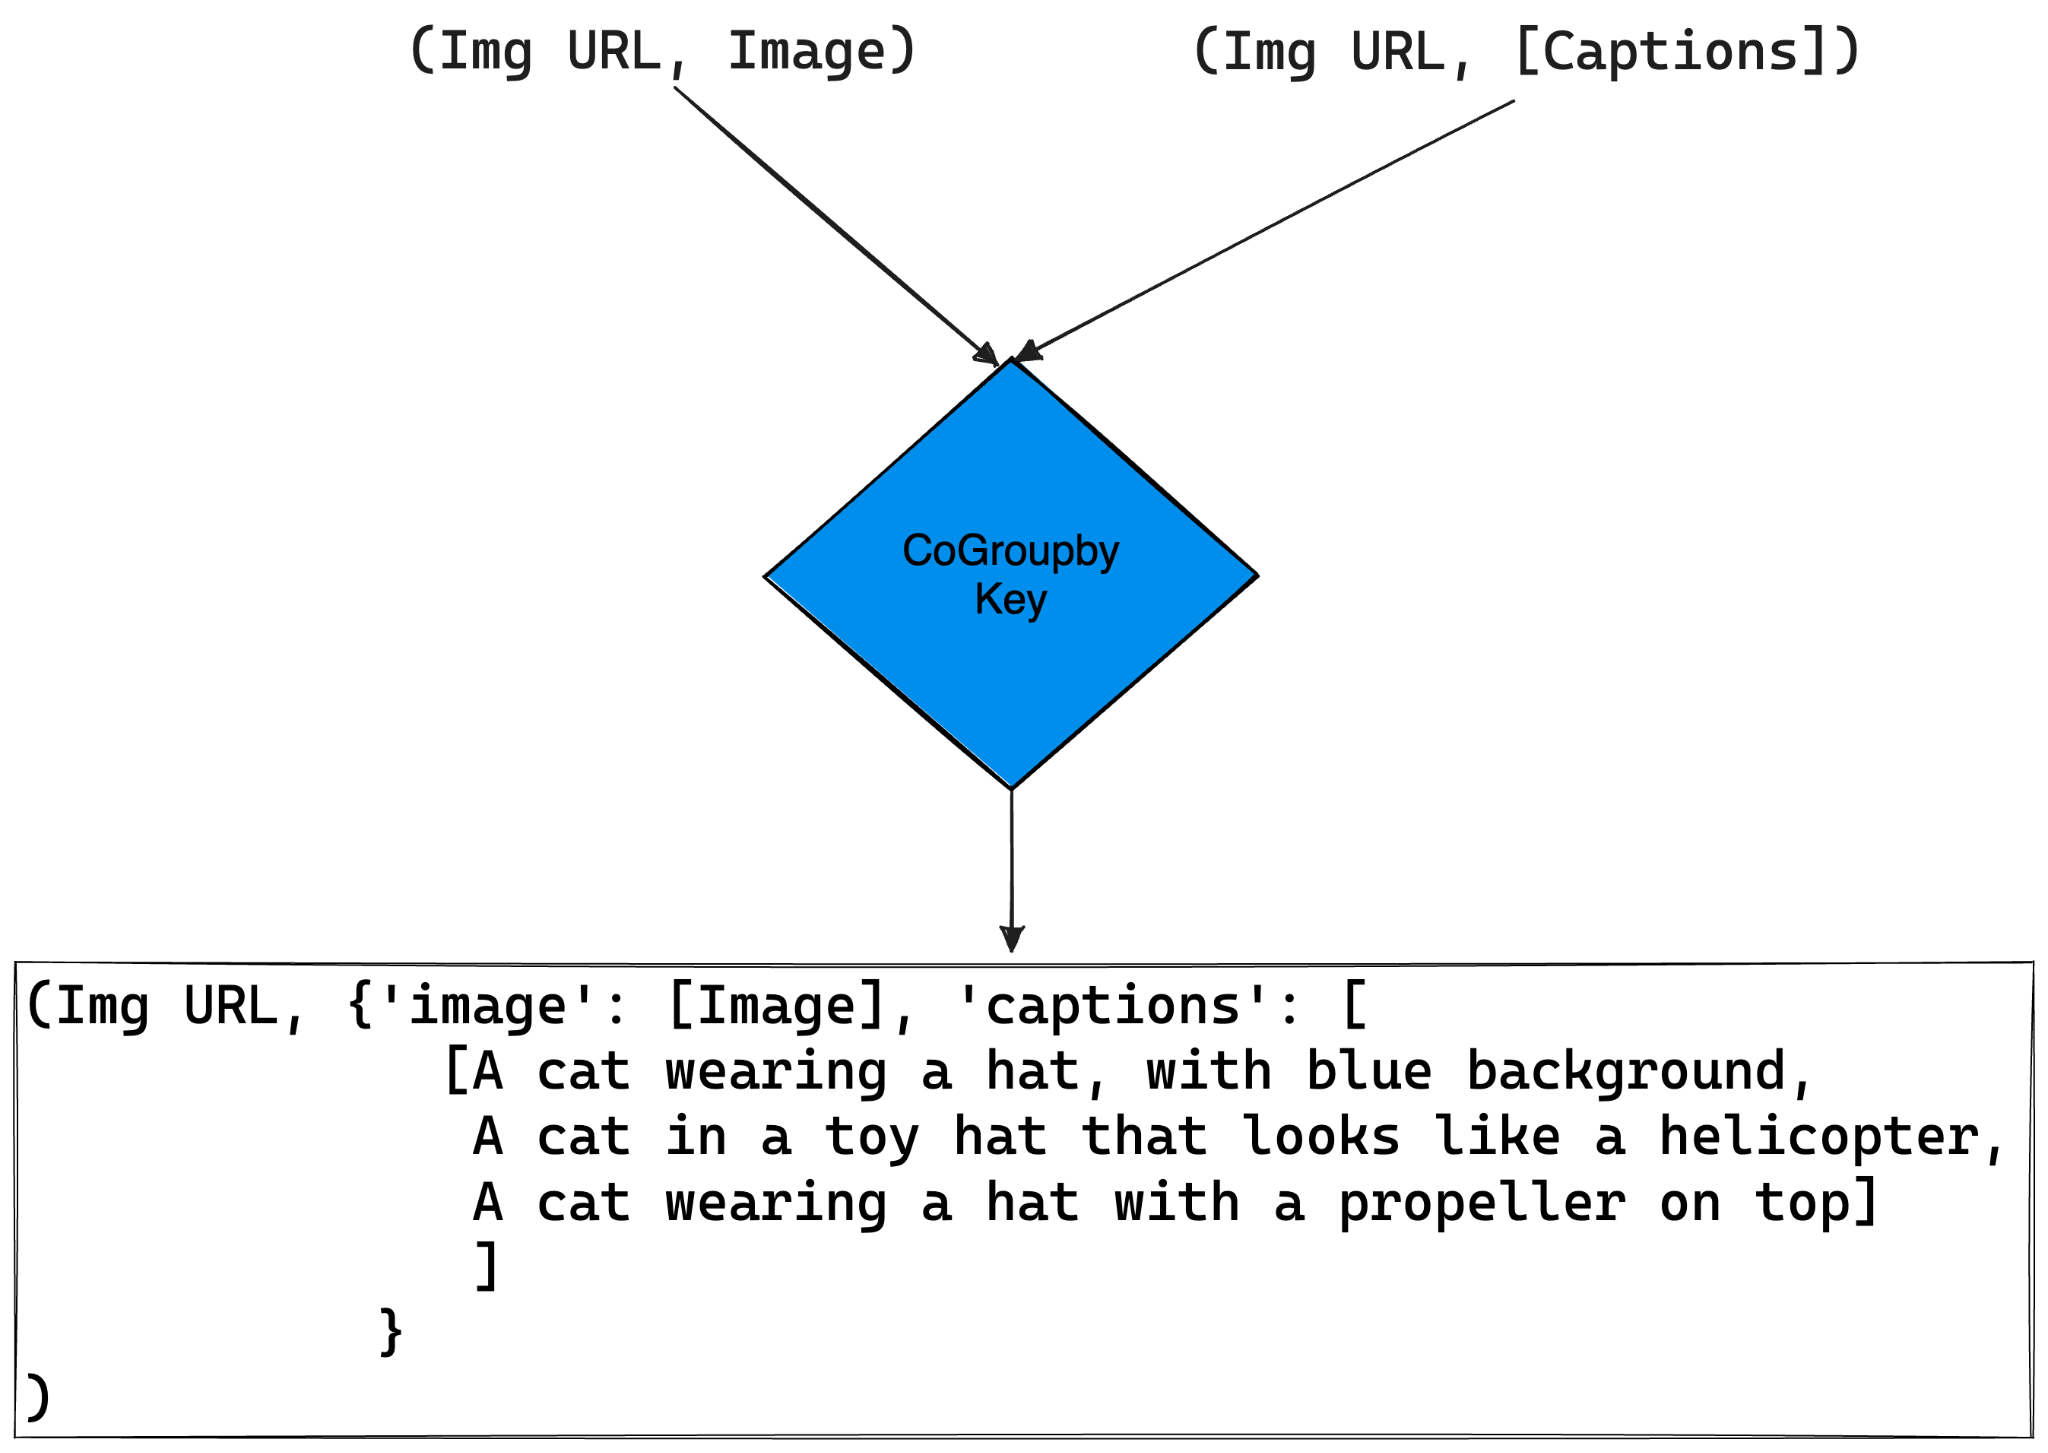 (Img URL, Image)
(Img URL, [Captions])
CoGroupby
Key
(Img URL, {'image': [Image], 'captions': [
[A cat wearing a hat, with blue background,
A cat in a toy hat that looks like a helicopter,
A cat wearing a hat with a propeller on top]
]
}
)